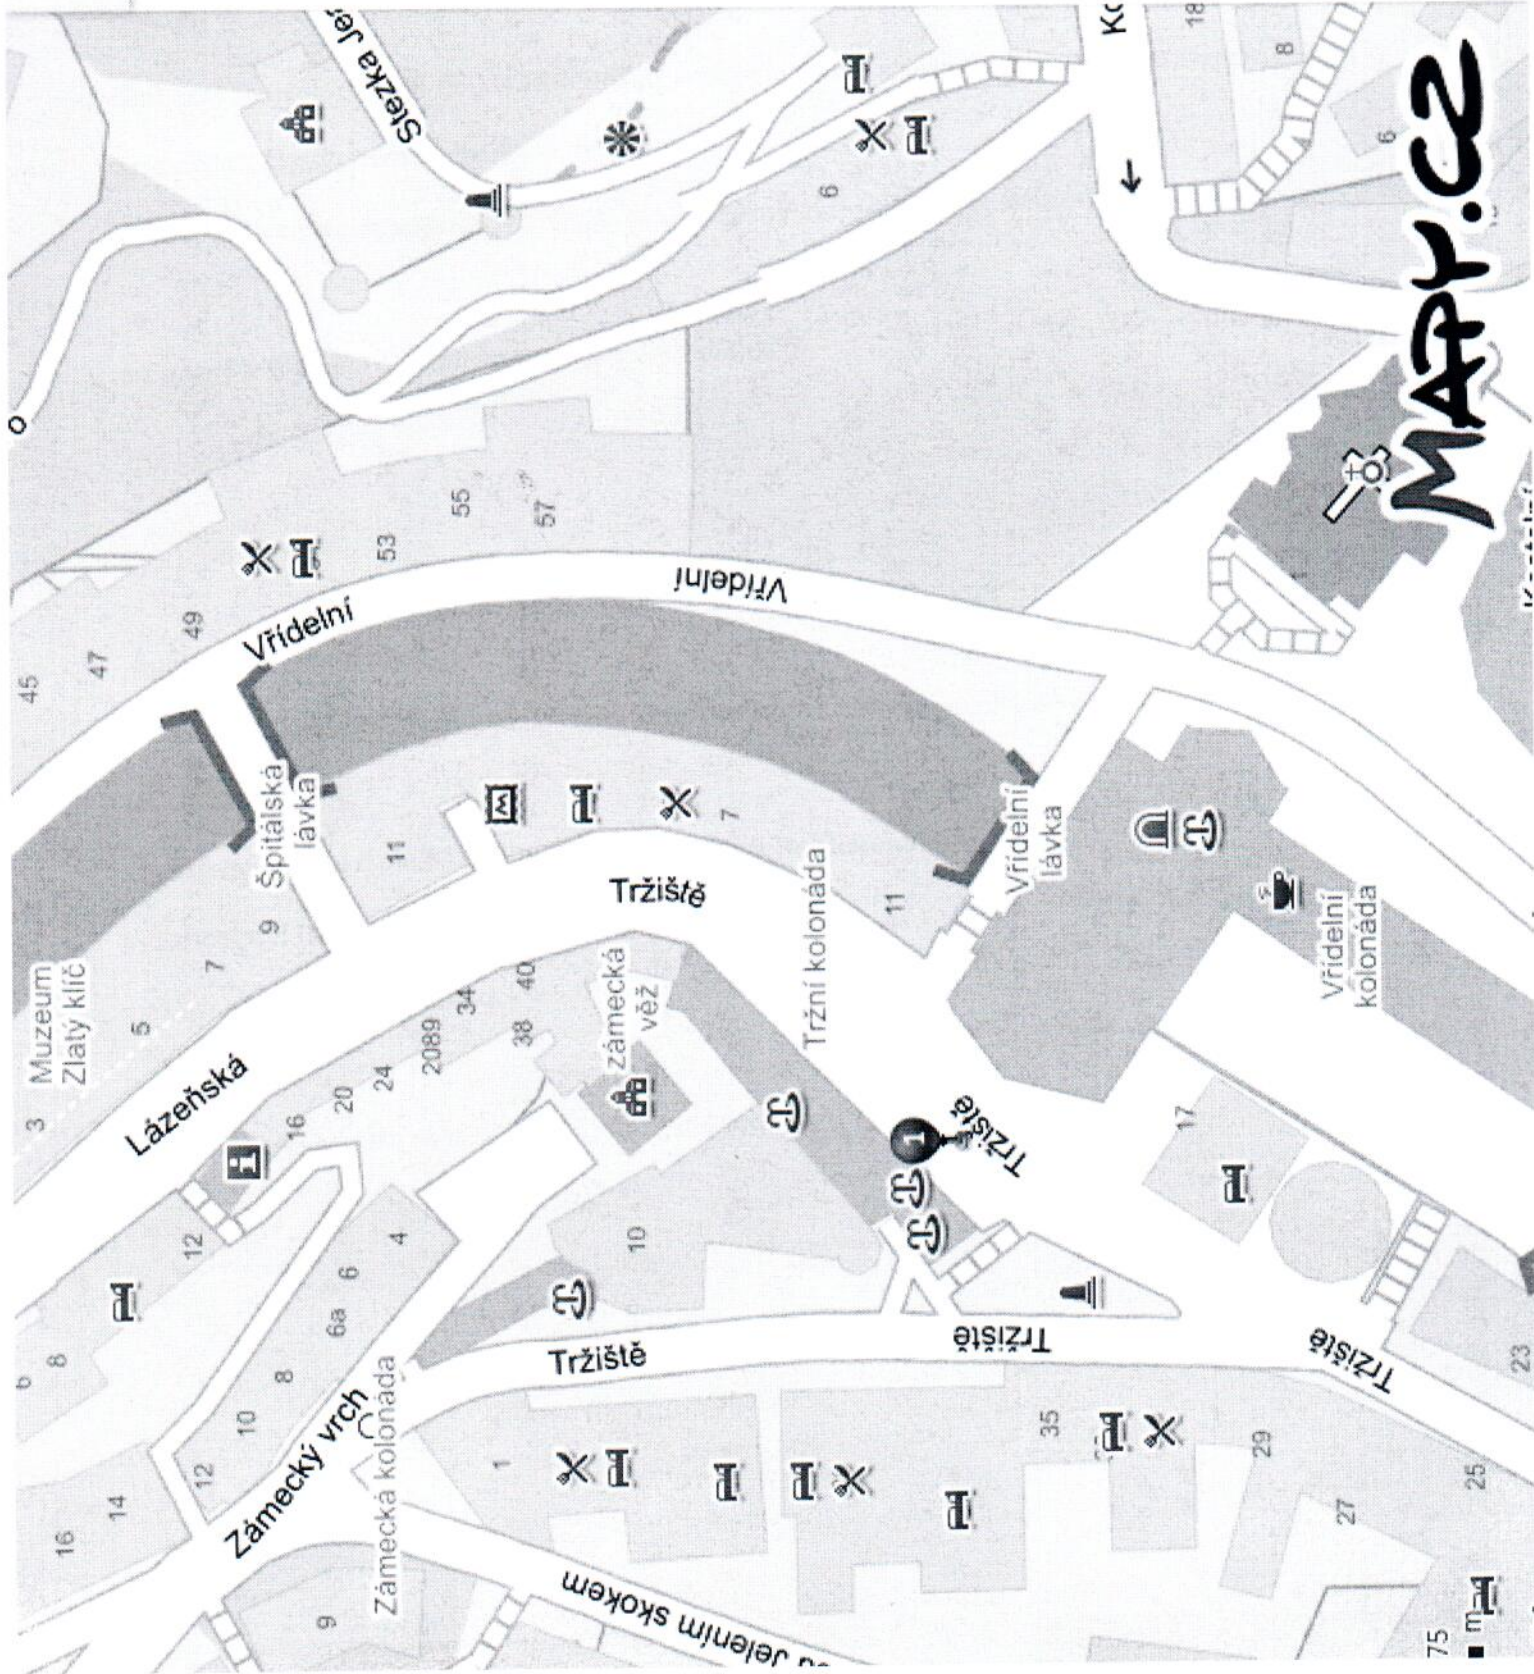 16
14
12
10
8
6a
6
4
8
12
Zámecký vrch
Zámecká kolonáda
9
Lázeňská
3
5
7
9
Muzeum
Zlatý klíč
16
20
24
2089
34
38
40
45
47
49
53
55
57
Vřídelní
Špitálská
lávka
11
Stezka
1
Tržiště
10
zámecká
věž
Tržiště
7
Vřídelní
6
Jelením skokem
Tržní kolonáda
11
1
Tržiště
Tržiště
Vřídelní
lávka
35
17
18
8
6
29
27
25
23
Tržiště
Vřídelní
kolonáda
75
m
Mapy.cz